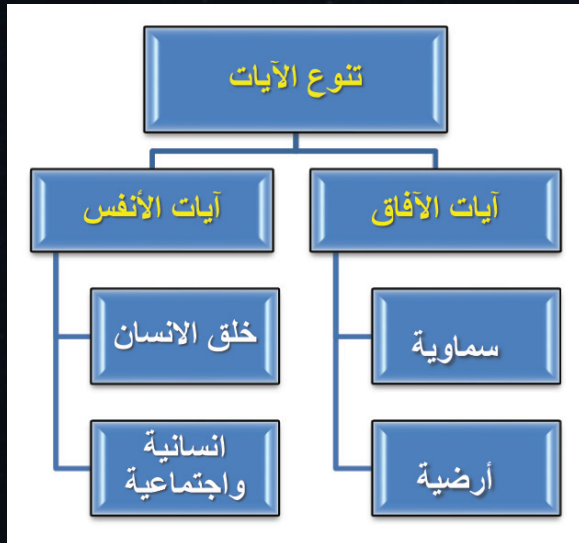 تنوع الآيات
آيات الآفاق
آيات الأنفس
سماوية
خلق الانسان
أرضية
انسانية
واجتماعية